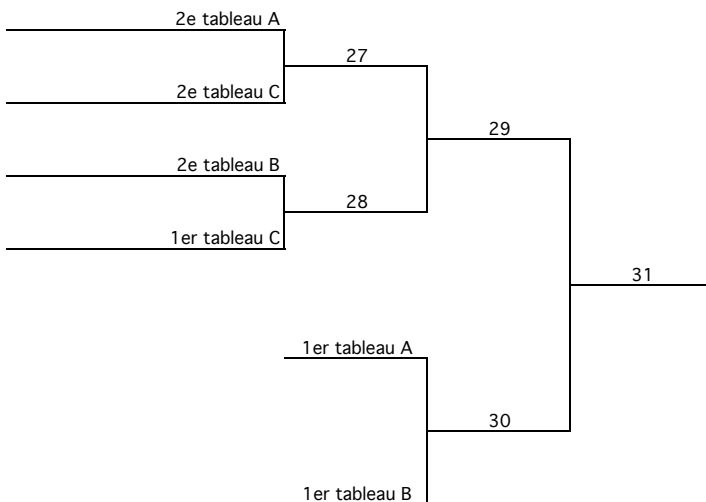 2e tableau A
27
2e tableau C
29
2e tableau B
28
1er tableau C
31
1er tableau A
30
1er tableau B